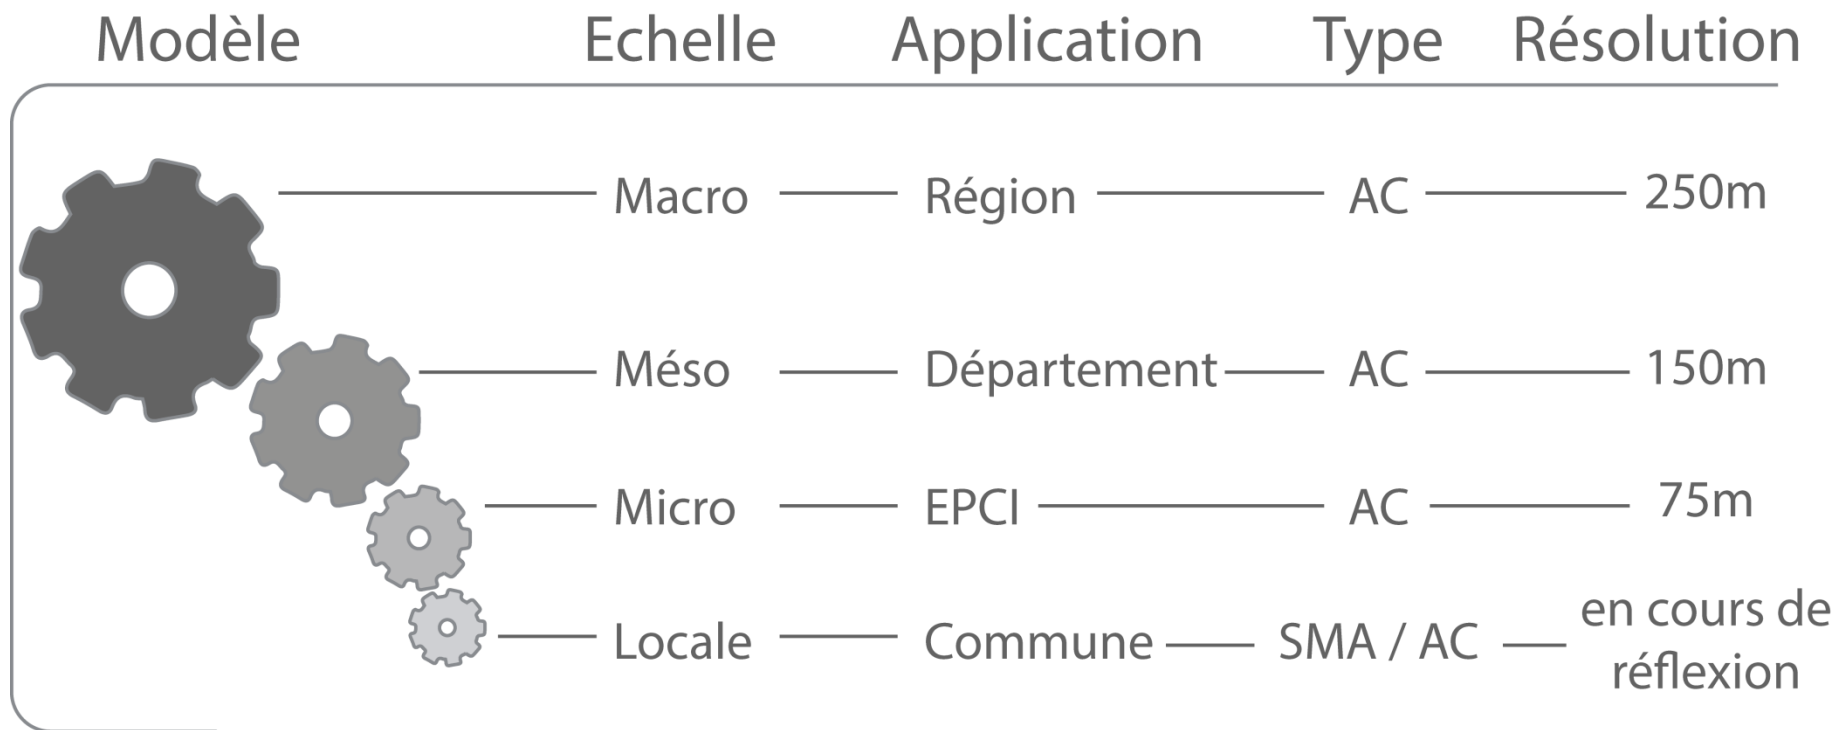 Modèle Echelle Application Type Résolution
Macro Région AC 250m
Méso Département AC 150m
Micro EPCI AC 75m
Locale Commune SMA / AC en cours de
réflexion